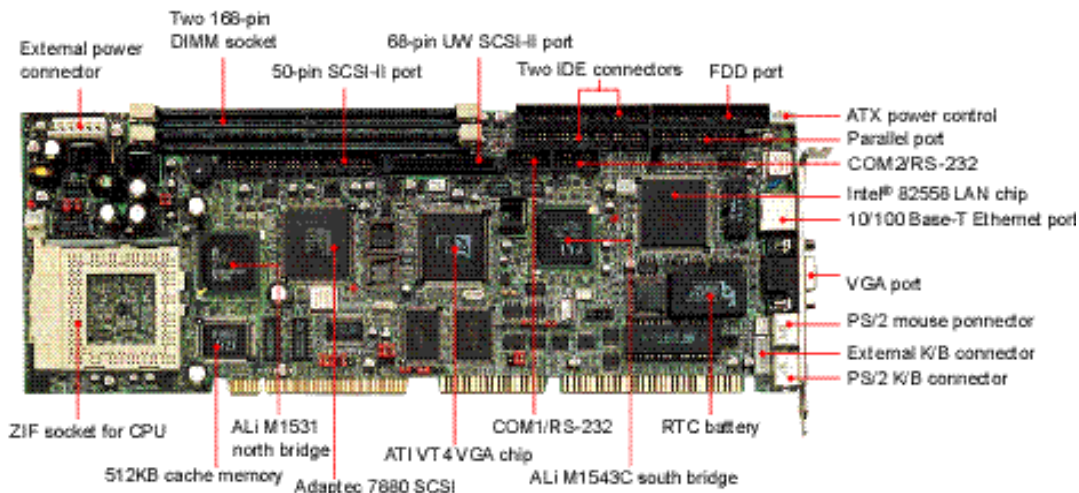 Two 168-pin
DIMM socket
External power
connector
68-pin UW SCSI-II port
50-pin SCSI-II port
Two IDE connectors
FDD port
ATX power control
Parallel port
COM2/RS-232
Intel® 82558 LAN chip
10/100 Base-T Ethernet port
VGA port
PS/2 mouse ponnector
External K/B connector
PS/2 K/B connector
ZIF socket for CPU
512KB cache memory
ALi M1531
north bridge
Adaptec 7880 SCSI
ATI VT4 VGA chip
COM1/RS-232
ALi M1543C south bridge
RTC battery